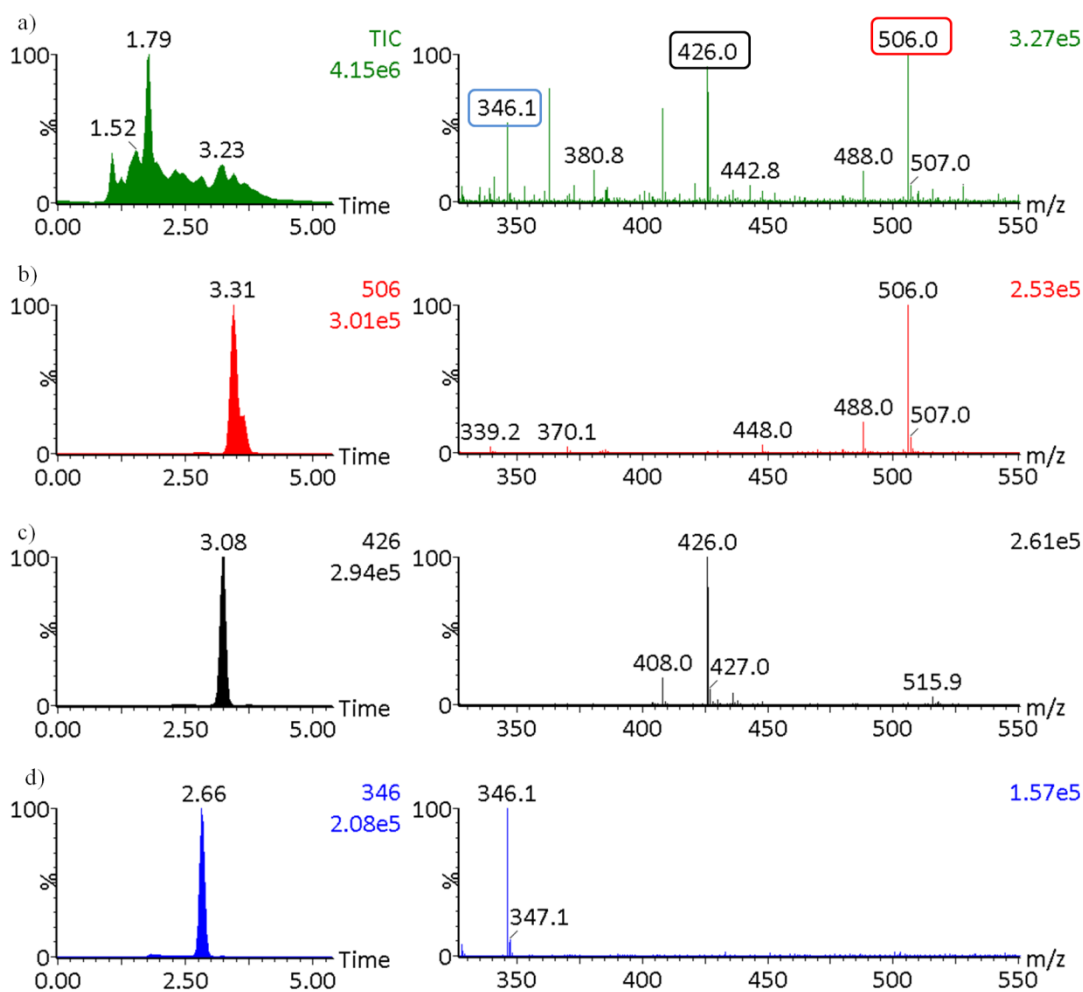 a)
1.79
TIC
4.15e6
100
%
0
1.52
3.23
0.00 2.50 5.00 Time
3.27e5
100
%
0
346.1
380.8
426.0
442.8
488.0
506.0
507.0
350 400 450 500 550 m/z
b)
3.31
506
3.01e5
100
%
0
0.00 2.50 5.00 Time
2.53e5
100
%
0
339.2
370.1
448.0
488.0
506.0
507.0
350 400 450 500 550 m/z
c)
3.08
426
2.94e5
100
%
0
0.00 2.50 5.00 Time
2.61e5
100
%
0
408.0
426.0
427.0
515.9
350 400 450 500 550 m/z
d)
2.66
346
2.08e5
100
%
0
0.00 2.50 5.00 Time
1.57e5
100
%
0
346.1
347.1
350 400 450 500 550 m/z